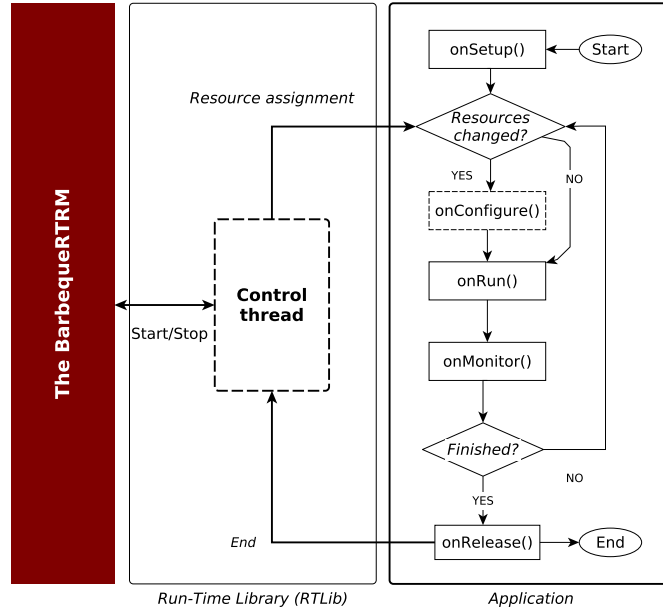 The BarbequeRTRM
Resource assignment
Control
thread
Start/Stop
End
Run-Time Library (RTLib)
onSetup()
Start
Resources
changed?
YES
NO
onConfigure()
onRun()
onMonitor()
Finished?
NO
YES
onRelease()
End
Application